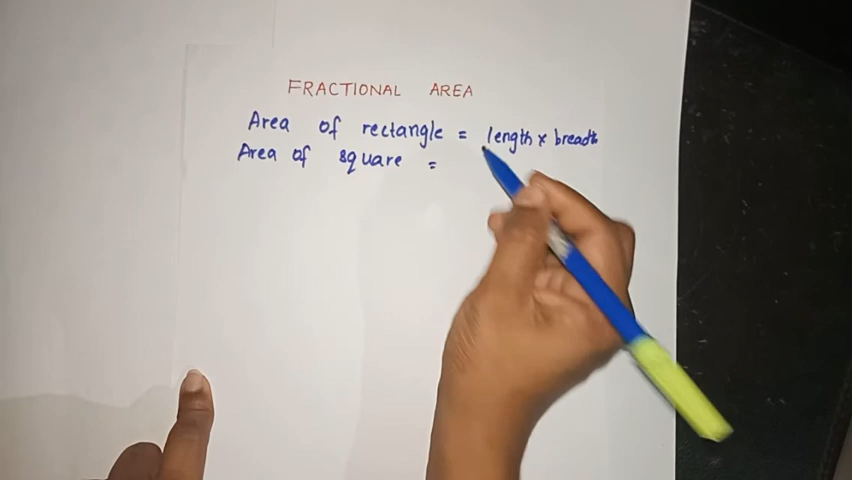 FRACTIONAL AREA
Area of rectangle = length x breadth
Area of square =